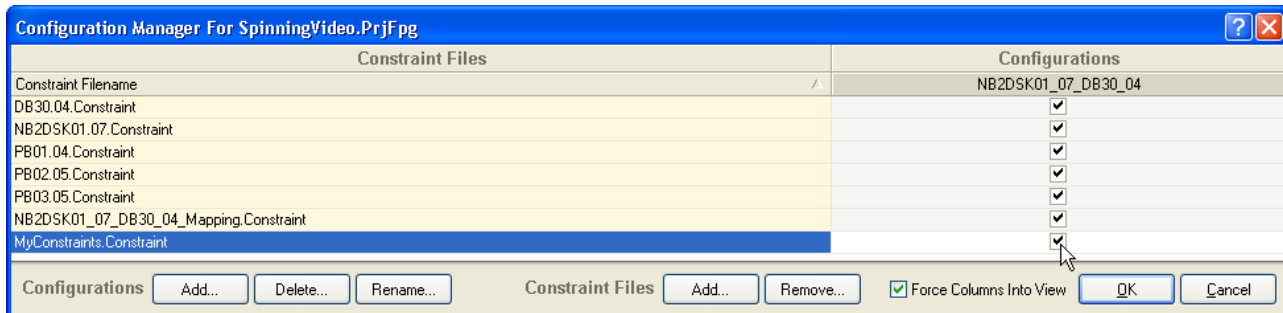 Configuration Manager For SpinningVideo.PrjFpg
Constraint Files Configurations
Constraint Filename NB2DSK01_07_DB30_04
DB30.04.Constraint
NB2DSK01.07.Constraint
PB01.04.Constraint
PB02.05.Constraint
PB03.05.Constraint
NB2DSK01_07_DB30_04_Mapping.Constraint
MyConstraints.Constraint
Configurations Add... Delete... Rename... Constraint Files Add... Remove... Force Columns Into View OK Cancel